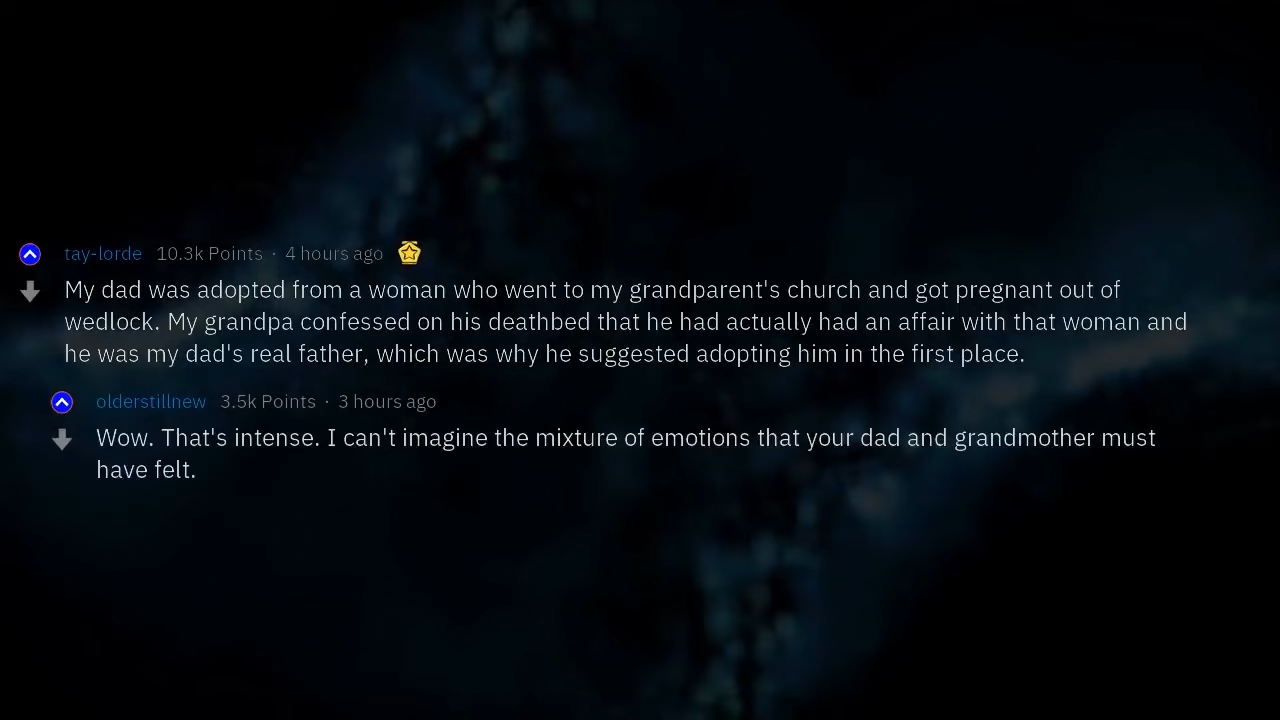 tay-lorde 10.3k Points · 4 hours ago
My dad was adopted from a woman who went to my grandparent's church and got pregnant out of
wedlock. My grandpa confessed on his deathbed that he had actually had an affair with that woman and
he was my dad's real father, which was why he suggested adopting him in the first place.
olderstillnew 3.5k Points · 3 hours ago
Wow. That's intense. I can't imagine the mixture of emotions that your dad and grandmother must
have felt.